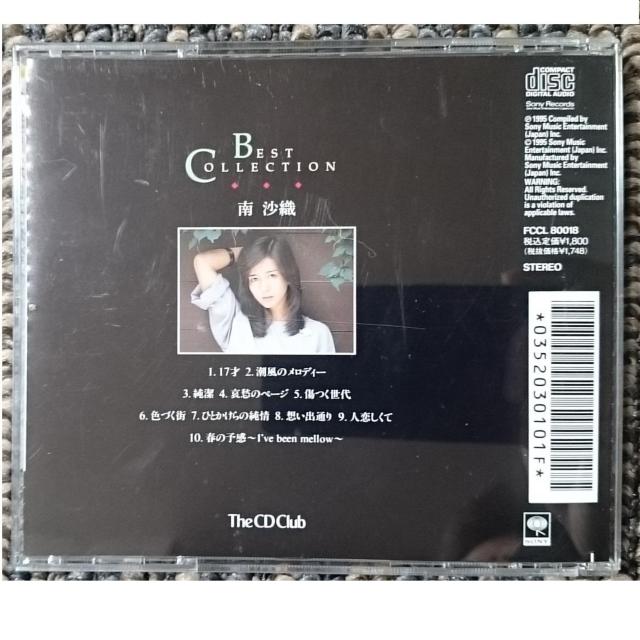 BEST
COLLECTION
南 沙織
1. 17才 2. 潮風のメロディー
3. 純潔 4. 哀愁のページ 5. 傷つく世代
6. 色づく街 7. ひとかけらの純情 8. 想い出通り 9. 人恋しくて
10. 春の予感〜I've been mellow〜
The CD Club
COMPACT
disc
DIGITAL AUDIO
Sony Records
℗ 1995 Compiled by
Sony Music Entertainment
(Japan) Inc.
© 1995 Sony Music
Entertainment (Japan) Inc.
Manufactured by
Sony Music Entertainment
(Japan) Inc.
WARNING:
All Rights Reserved.
Unauthorized duplication
is a violation of
applicable laws.
FCCL 80018
税込定価¥1,800
(税抜価格¥1,748)
STEREO
*0352030101F*
SONY